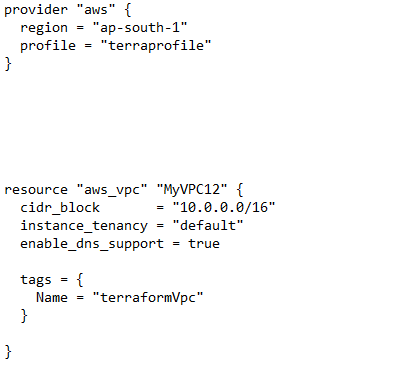 provider "aws" {
  region = "ap-south-1"
  profile = "terraprofile"
}
resource "aws_vpc" "MyVPC12" {
  cidr_block       = "10.0.0.0/16"
  instance_tenancy = "default"
  enable_dns_support = true
  tags = {
    Name = "terraformVpc"
  }
}